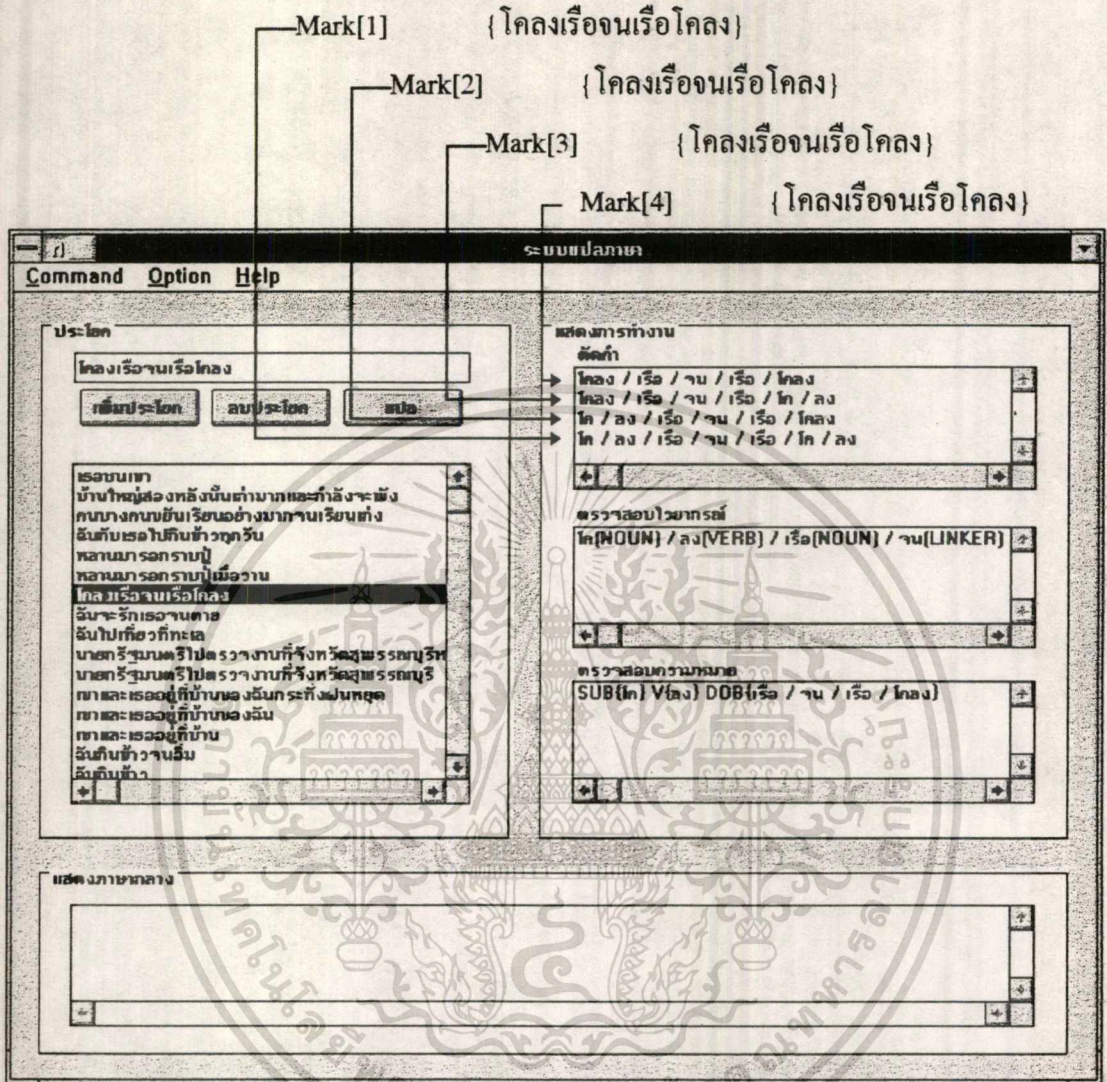 Mark[1] {โคลงเรือจนเรือโคลง}
Mark[2] {โคลงเรือจนเรือโคลง}
Mark[3] {โคลงเรือจนเรือโคลง}
Mark[4] {โคลงเรือจนเรือโคลง}
ระบบแปลภาษา
Command Option Help
ประโยค
โคลงเรือจนเรือโคลง
เพิ่มประโยค ลบประโยค แปล
เธอชนเขา
บ้านใหญ่สองหลังนั้นเก่ามากและกำลังจะพัง
คนบางคนขยันเรียนอย่างมากจนเรียนเก่ง
ฉันกับเธอไปกินข้าวทุกวัน
หลานมารอกราบปู่
หลานมารอกราบปู่เมื่อวาน
โคลงเรือจนเรือโคลง
ฉันจะรักเธอจนตาย
ฉันไปเที่ยวที่ทะเล
นายกรัฐมนตรีไปตรวจงานที่จังหวัดสุพรรณบุรีห
นายกรัฐมนตรีไปตรวจงานที่จังหวัดสุพรรณบุรี
เขาและเธออยู่ที่บ้านของฉันกระทั่งฝนหยุด
เขาและเธออยู่ที่บ้านของฉัน
เขาและเธออยู่ที่บ้าน
ฉันกินข้าวจนอิ่ม
ฉันกินข้าว
แสดงการทำงาน
ตัดคำ
โคลง / เรือ / จน / เรือ / โคลง
โคลง / เรือ / จน / เรือ / โค / ลง
โค / ลง / เรือ / จน / เรือ / โคลง
โค / ลง / เรือ / จน / เรือ / โค / ลง
ตรวจสอบไวยากรณ์
โค[NOUN] / ลง[VERB] / เรือ[NOUN] / จน[LINKER]
ตรวจสอบความหมาย
SUB{โค} V{ลง} DOB{เรือ / จน / เรือ / โคลง}
แสดงภาษากลาง